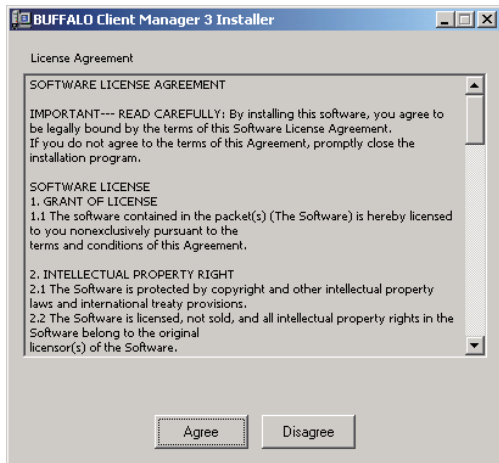 BUFFALO Client Manager 3 Installer
License Agreement
SOFTWARE LICENSE AGREEMENT
IMPORTANT--- READ CAREFULLY: By installing this software, you agree to
be legally bound by the terms of this Software License Agreement.
If you do not agree to the terms of this Agreement, promptly close the
installation program.
SOFTWARE LICENSE
1. GRANT OF LICENSE
1.1 The software contained in the packet(s) (The Software) is hereby licensed
to you nonexclusively pursuant to the
terms and conditions of this Agreement.
2. INTELLECTUAL PROPERTY RIGHT
2.1 The Software is protected by copyright and other intellectual property
laws and international treaty provisions.
2.2 The Software is licensed, not sold, and all intellectual property rights in the
Software belong to the original
licensor(s) of the Software.
Agree Disagree